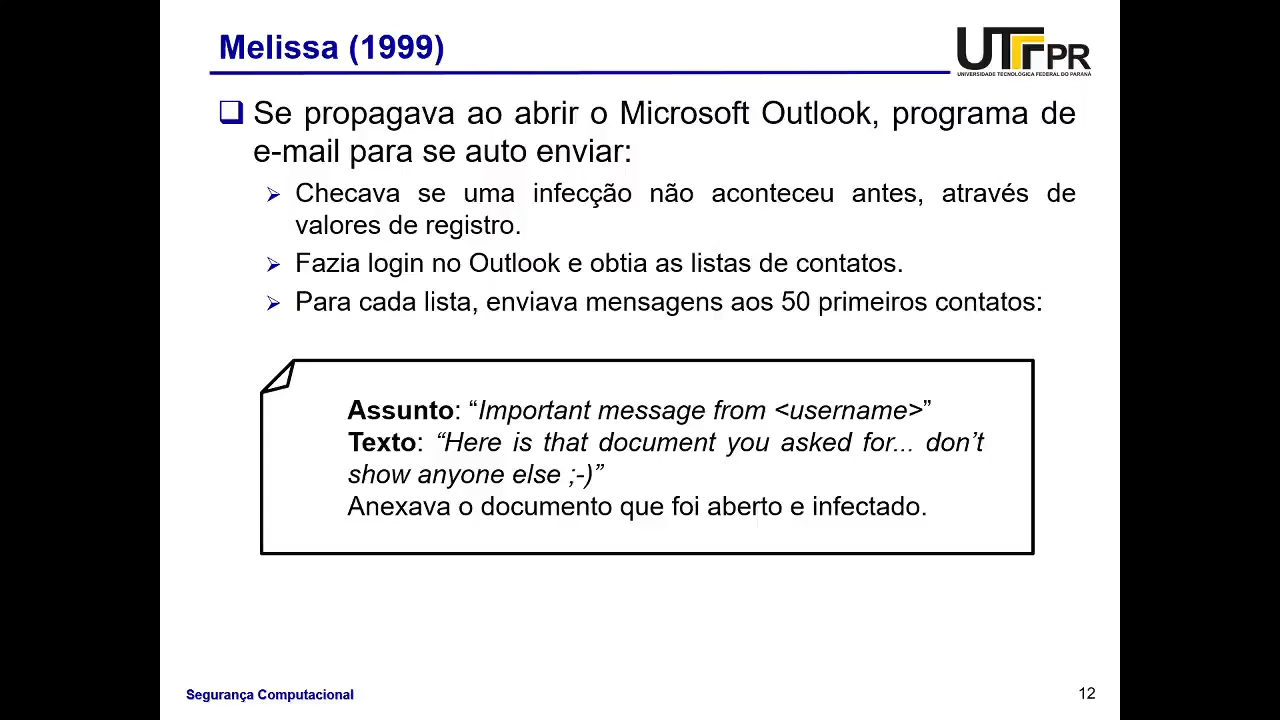 Melissa (1999)
UTFPR
UNIVERSIDADE TECNOLÓGICA FEDERAL DO PARANÁ
Se propagava ao abrir o Microsoft Outlook, programa de
e-mail para se auto enviar:
Checava se uma infecção não aconteceu antes, através de
valores de registro.
Fazia login no Outlook e obtia as listas de contatos.
Para cada lista, enviava mensagens aos 50 primeiros contatos:
Assunto: “Important message from <username>”
Texto: “Here is that document you asked for... don’t
show anyone else ;-)”
Anexava o documento que foi aberto e infectado.
Segurança Computacional
12